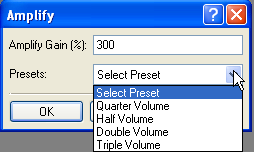 Amplify
Amplify Gain (%): 300
Presets: Select Preset
Select Preset
Quarter Volume
Half Volume
Double Volume
Triple Volume
OK